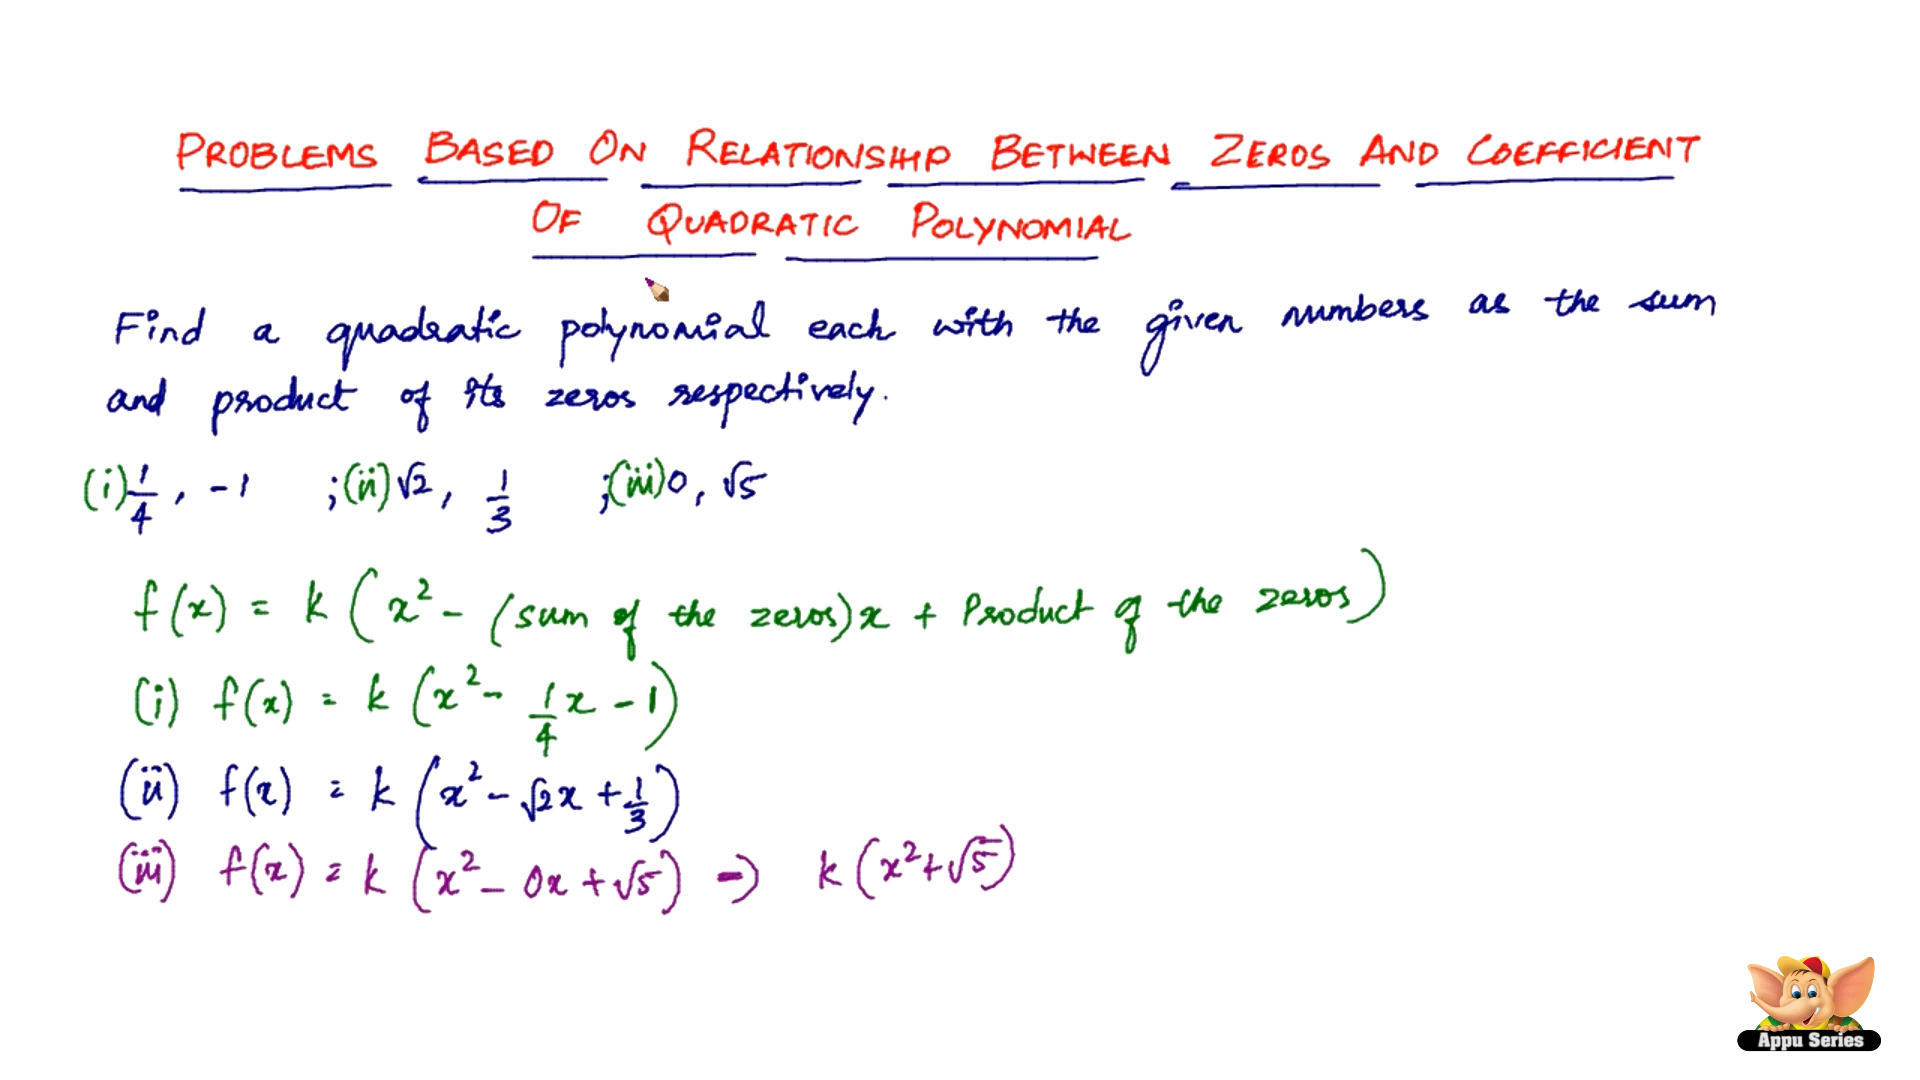 PROBLEMS BASED ON RELATIONSHIP BETWEEN ZEROS AND COEFFICIENT
OF QUADRATIC POLYNOMIAL
Find a quadratic polynomial each with the given numbers as the sum
and product of its zeros respectively.
(i) 1/4, -1 ; (ii) √2, 1/3 ; (iii) 0, √5
f(x) = k (x² - (sum of the zeros)x + Product of the zeros)
(i) f(x) = k (x² - 1/4 x - 1)
(ii) f(x) = k (x² - √2x + 1/3)
(iii) f(x) = k (x² - 0x + √5) → k (x² + √5)
Appu Series